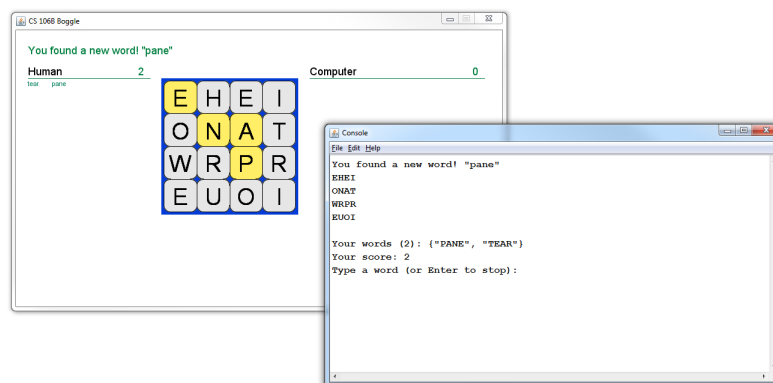 CS 106B Boggle
You found a new word! "pane"
Human 2
tear pane
Computer 0
E H E I
O N A T
W R P R
E U O I
Console
File Edit Help
You found a new word! "pane"
EHEI
ONAT
WRPR
EUOI
Your words (2): {"PANE", "TEAR"}
Your score: 2
Type a word (or Enter to stop):